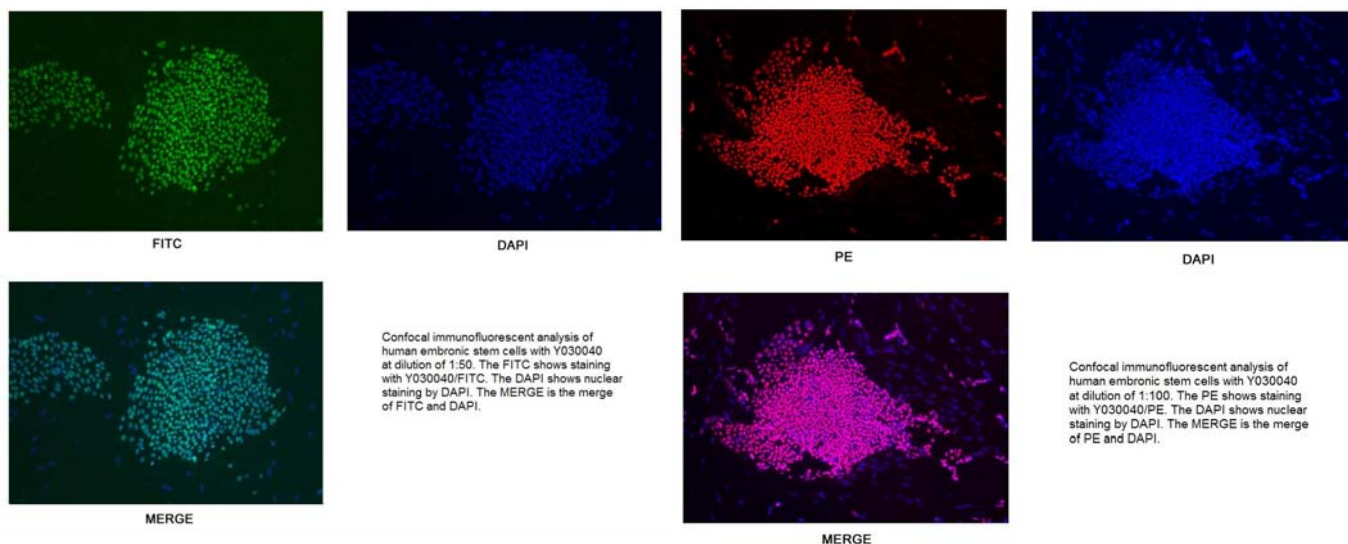 FITC
DAPI
PE
DAPI
MERGE
Confocal immunofluorescent analysis of
human embronic stem cells with Y030040
at dilution of 1:50. The FITC shows staining
with Y030040/FITC. The DAPI shows nuclear
staining by DAPI. The MERGE is the merge
of FITC and DAPI.
MERGE
Confocal immunofluorescent analysis of
human embronic stem cells with Y030040
at dilution of 1:100. The PE shows staining
with Y030040/PE. The DAPI shows nuclear
staining by DAPI. The MERGE is the merge
of PE and DAPI.